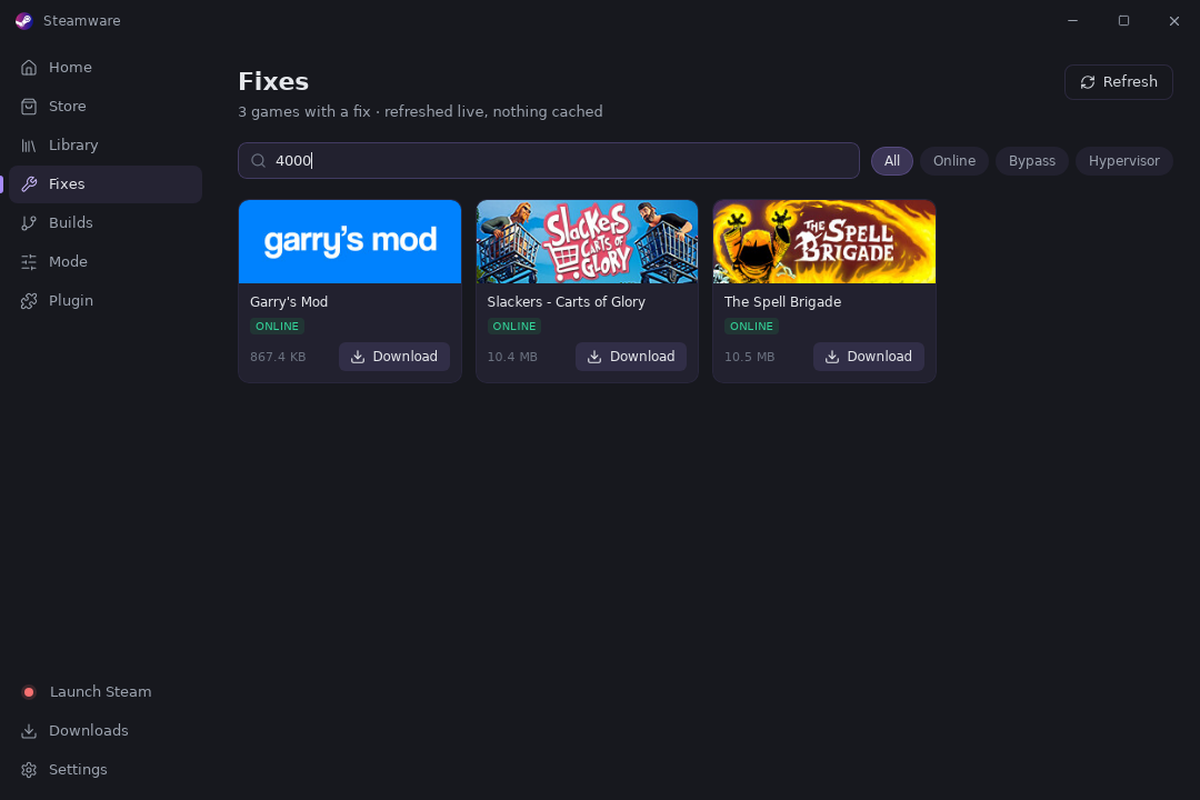 Steamware
Home
Store
Library
Fixes
Builds
Mode
Plugin
Launch Steam
Downloads
Settings
Fixes
3 games with a fix · refreshed live, nothing cached
Refresh
4000
All
Online
Bypass
Hypervisor
garry's mod
Garry's Mod
ONLINE
867.4 KB
Download
Slackers
CARTS OF
GLORY
Slackers - Carts of Glory
ONLINE
10.4 MB
Download
THE SPELL
BRIGADE
The Spell Brigade
ONLINE
10.5 MB
Download